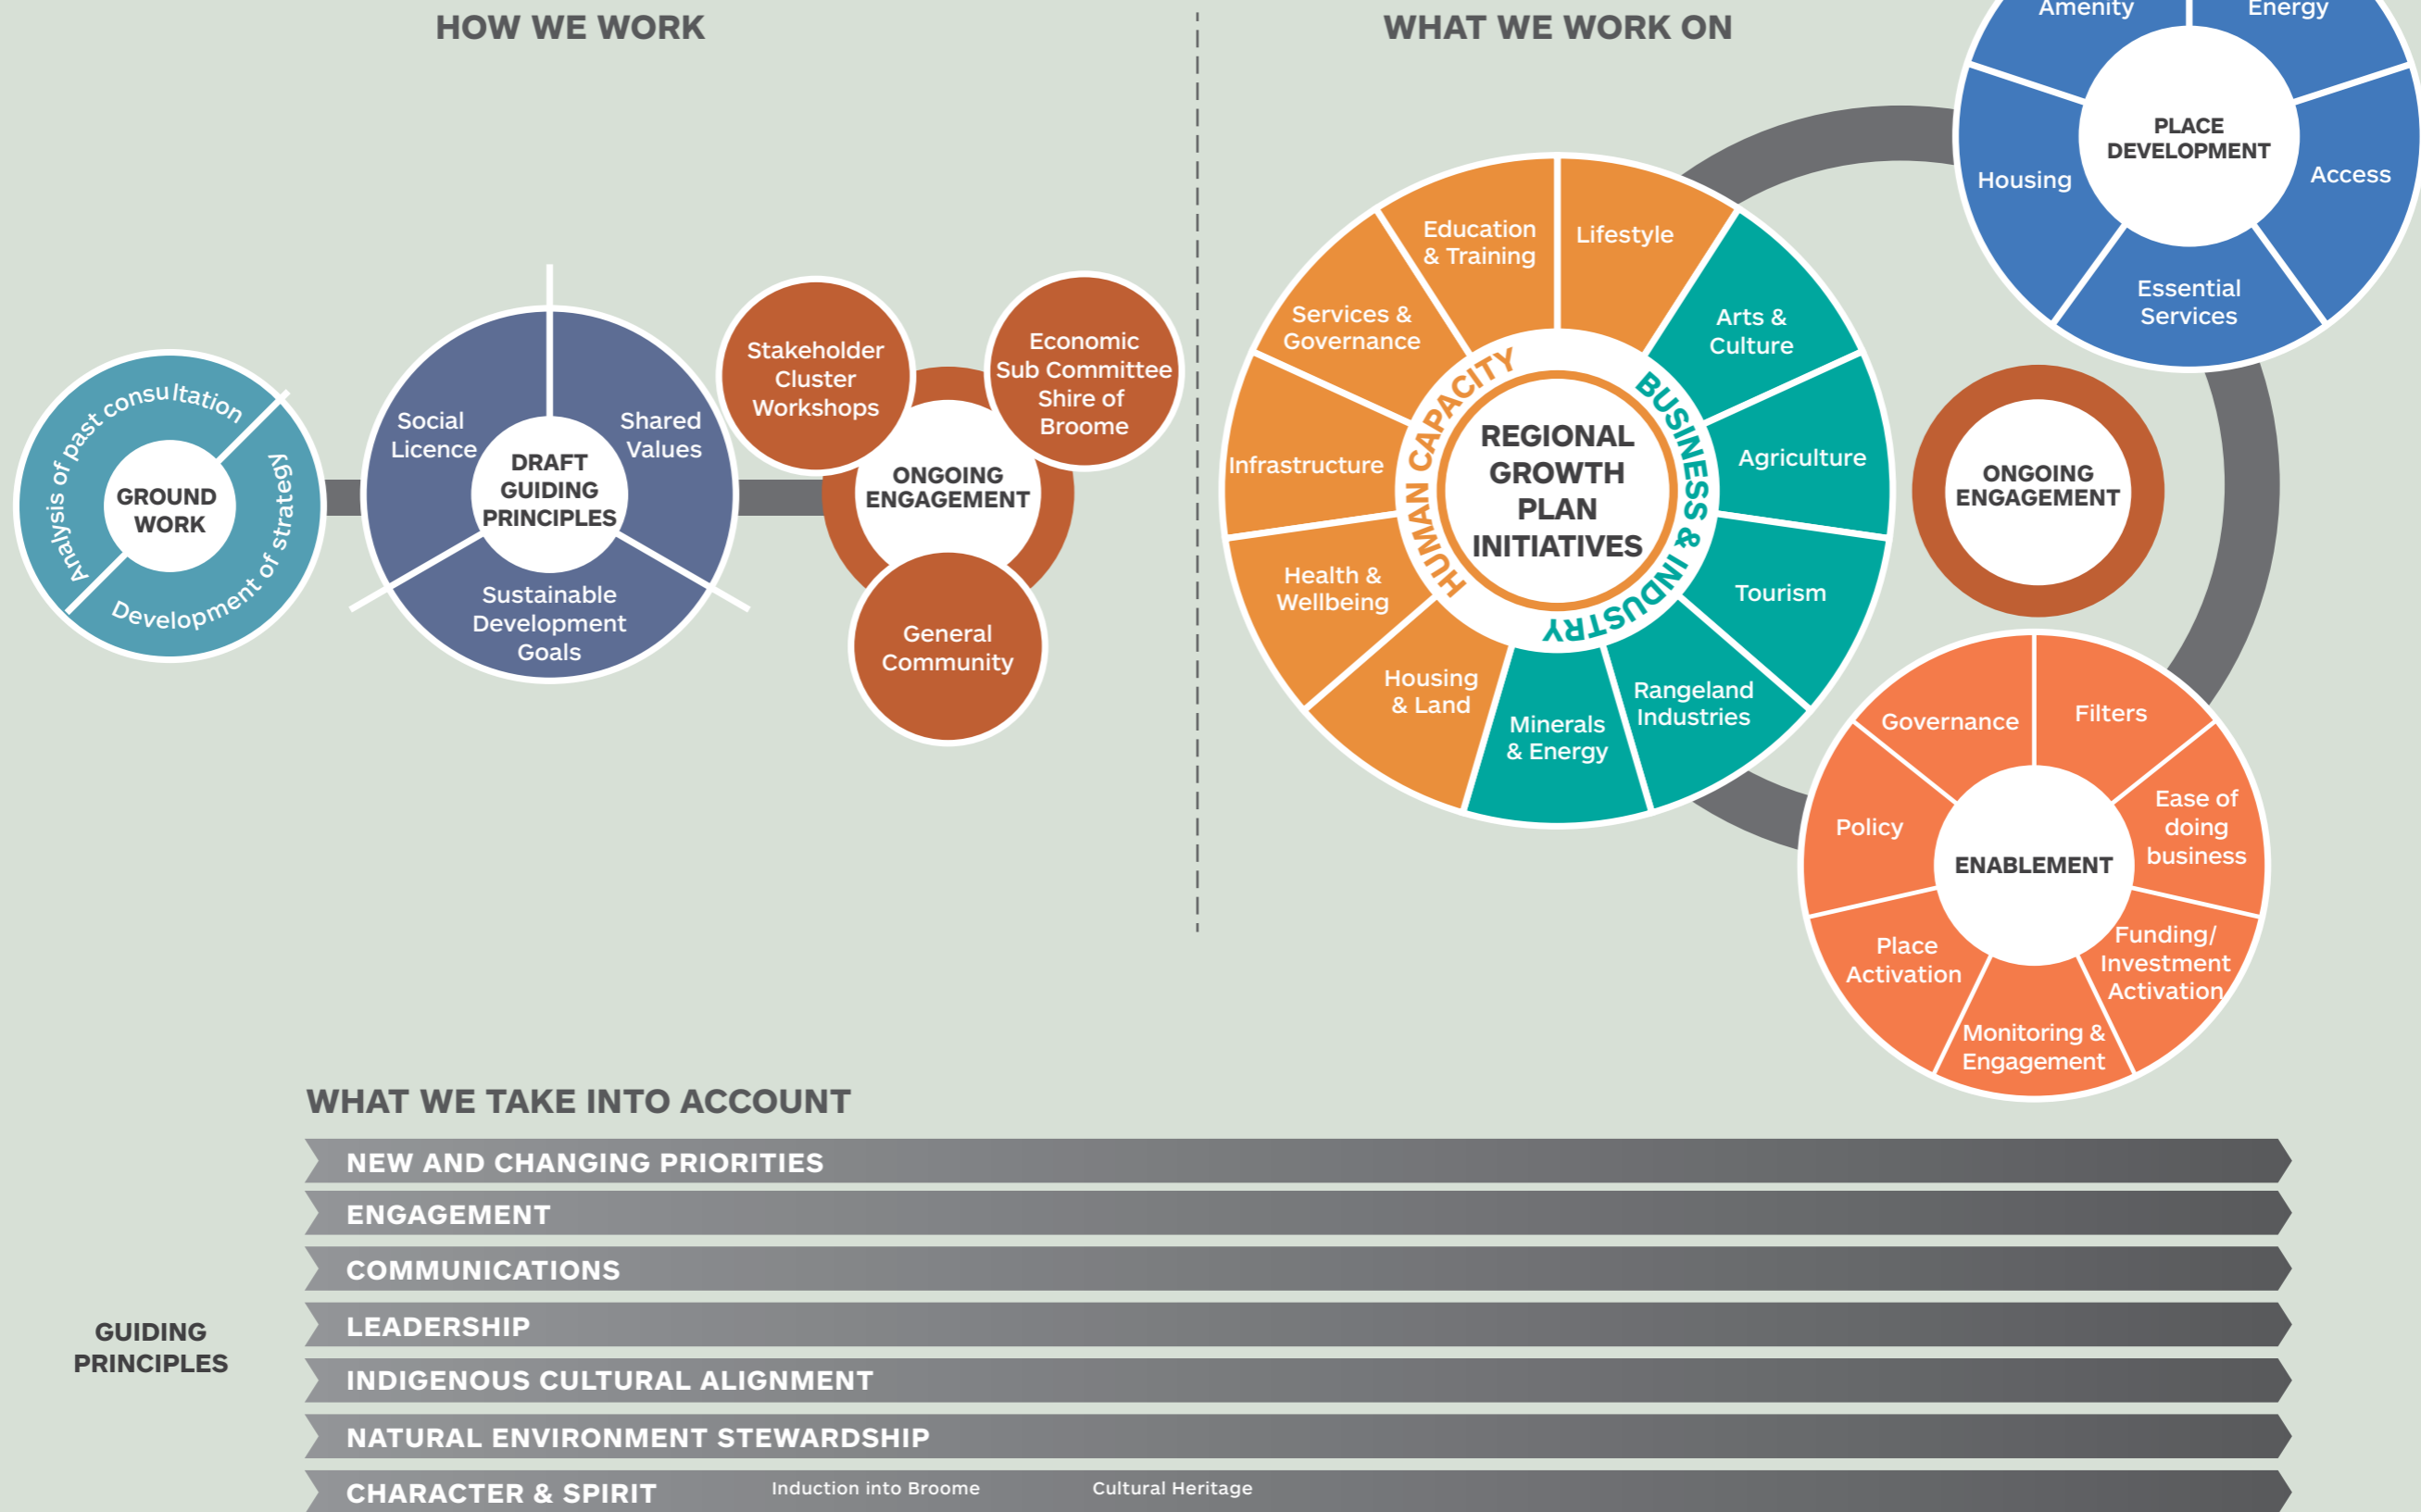 HOW WE WORK
Analysis of past consultation
Development of strategy
GROUND
WORK
Social
Licence
Shared
Values
DRAFT
GUIDING
PRINCIPLES
Sustainable
Development
Goals
Stakeholder
Cluster
Workshops
Economic
Sub Committee
Shire of
Broome
ONGOING
ENGAGEMENT
General
Community
WHAT WE WORK ON
Education
& Training
Lifestyle
Services &
Governance
Arts &
Culture
Infrastructure
Agriculture
HUMAN CAPACITY
BUSINESS & INDUSTRY
REGIONAL
GROWTH
PLAN
INITIATIVES
Health &
Wellbeing
Tourism
Housing
& Land
Minerals
& Energy
Rangeland
Industries
Amenity
Energy
PLACE
DEVELOPMENT
Housing
Access
Essential
Services
ONGOING
ENGAGEMENT
Governance
Filters
Policy
Ease of
doing
business
ENABLEMENT
Place
Activation
Funding/
Investment
Activation
Monitoring &
Engagement
WHAT WE TAKE INTO ACCOUNT
GUIDING
PRINCIPLES
NEW AND CHANGING PRIORITIES
ENGAGEMENT
COMMUNICATIONS
LEADERSHIP
INDIGENOUS CULTURAL ALIGNMENT
NATURAL ENVIRONMENT STEWARDSHIP
CHARACTER & SPIRIT Induction into Broome Cultural Heritage